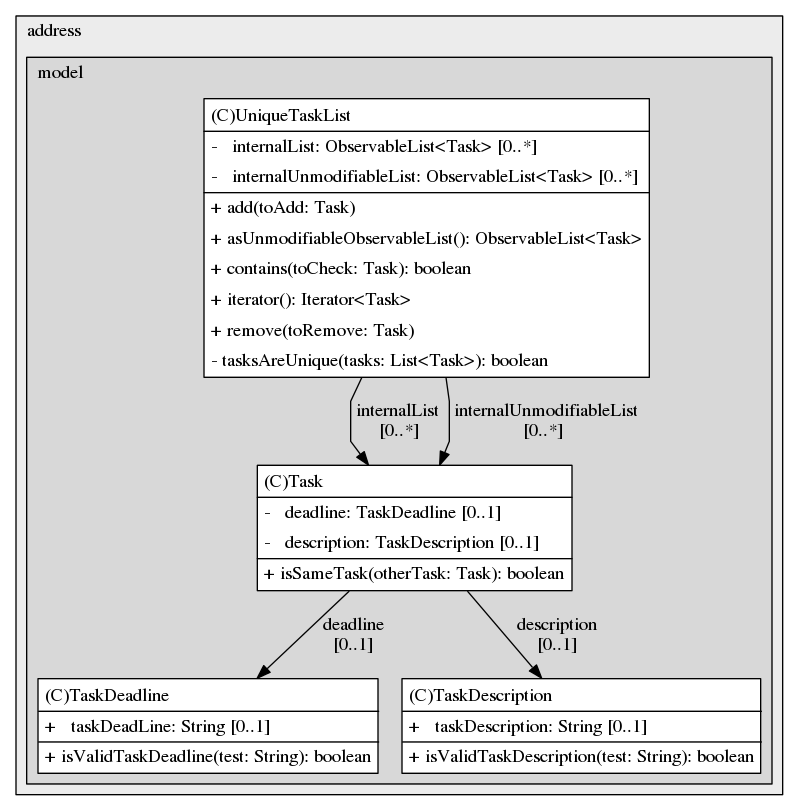 address
model
(C)UniqueTaskList
- internalList: ObservableList<Task> [0..*]
- internalUnmodifiableList: ObservableList<Task> [0..*]
+ add(toAdd: Task)
+ asUnmodifiableObservableList(): ObservableList<Task>
+ contains(toCheck: Task): boolean
+ iterator(): Iterator<Task>
+ remove(toRemove: Task)
- tasksAreUnique(tasks: List<Task>): boolean
internalList
[0..*]
internalUnmodifiableList
[0..*]
(C)Task
- deadline: TaskDeadline [0..1]
- description: TaskDescription [0..1]
+ isSameTask(otherTask: Task): boolean
deadline
[0..1]
description
[0..1]
(C)TaskDeadline
+ taskDeadLine: String [0..1]
+ isValidTaskDeadline(test: String): boolean
(C)TaskDescription
+ taskDescription: String [0..1]
+ isValidTaskDescription(test: String): boolean